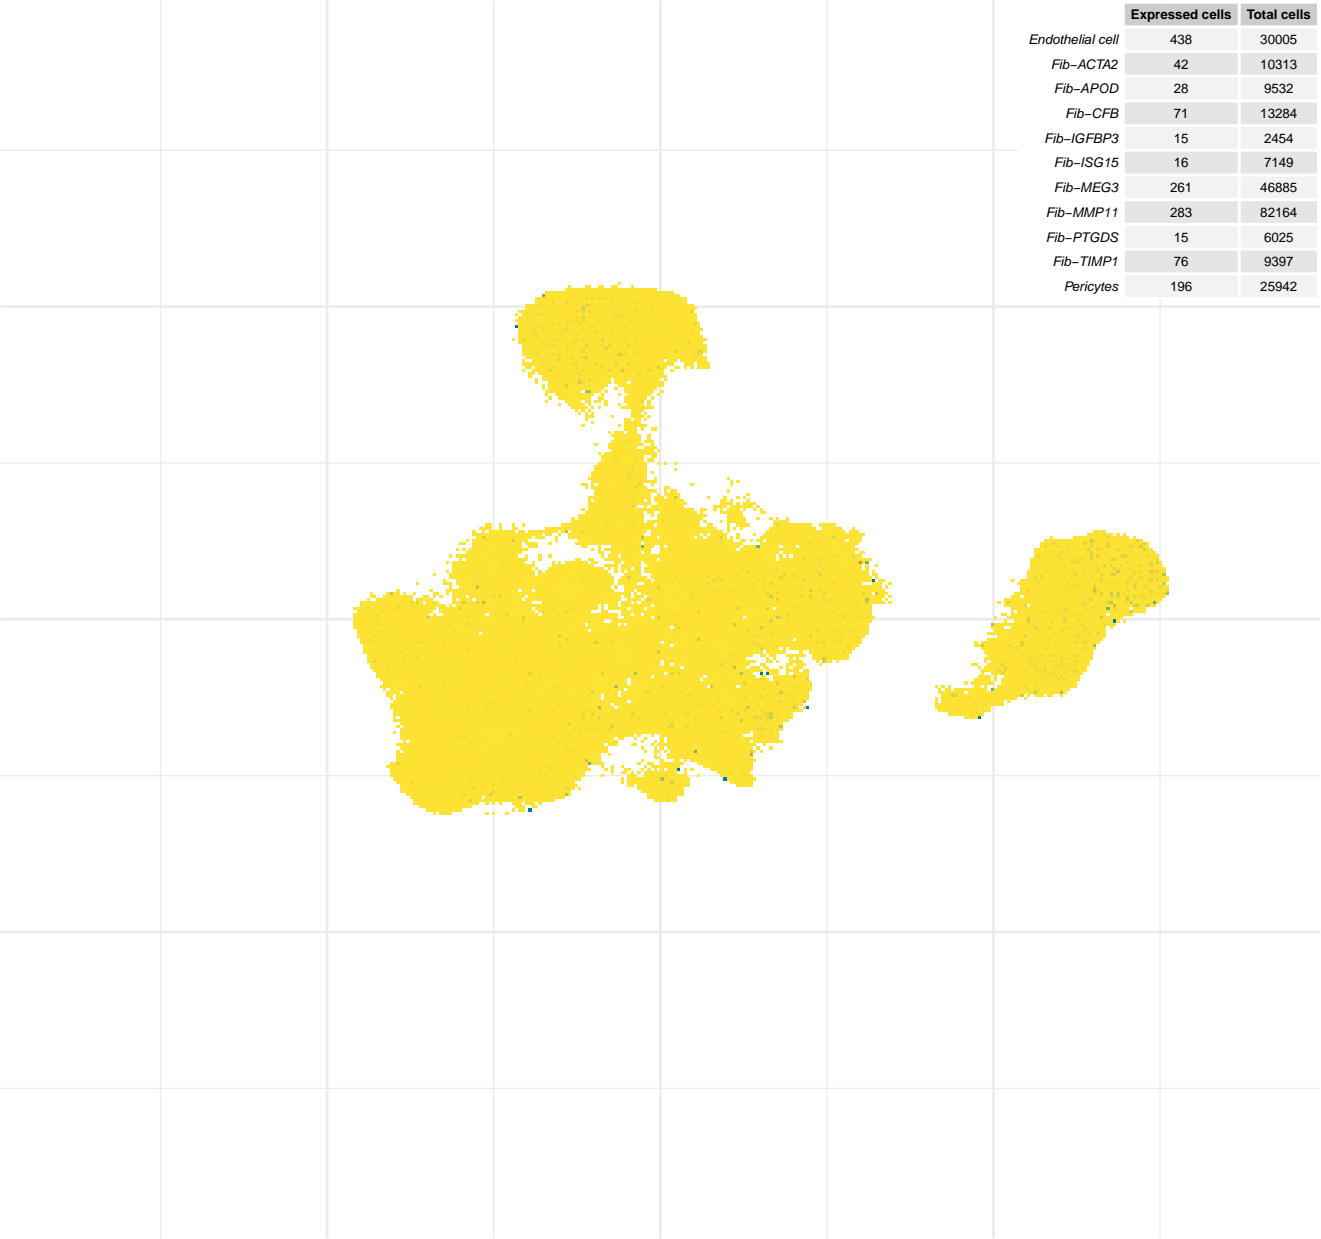 Expressed cells Total cells
Endothelial cell 438 30005
Fib−ACTA2 42 10313
Fib−APOD 28 9532
Fib−CFB 71 13284
Fib−IGFBP3 15 2454
Fib−ISG15 16 7149
Fib−MEG3 261 46885
Fib−MMP11 283 82164
Fib−PTGDS 15 6025
Fib−TIMP1 76 9397
Pericytes 196 25942